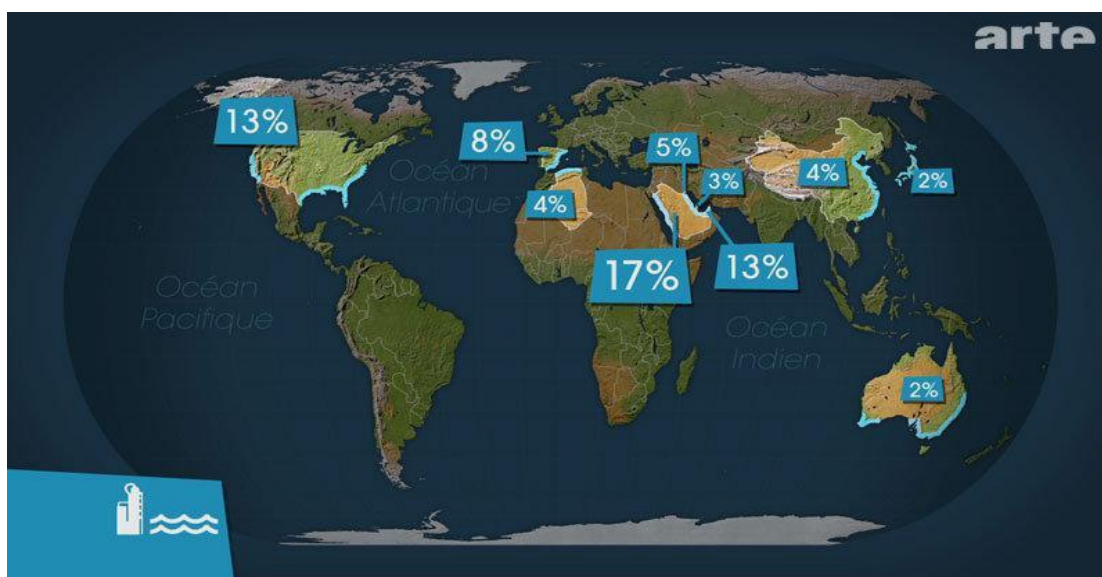 arte
13%
8%
5%
3%
4%
2%
4%
17%
13%
2%
Océan
Atlantique
Océan
Pacifique
Océan
Indien